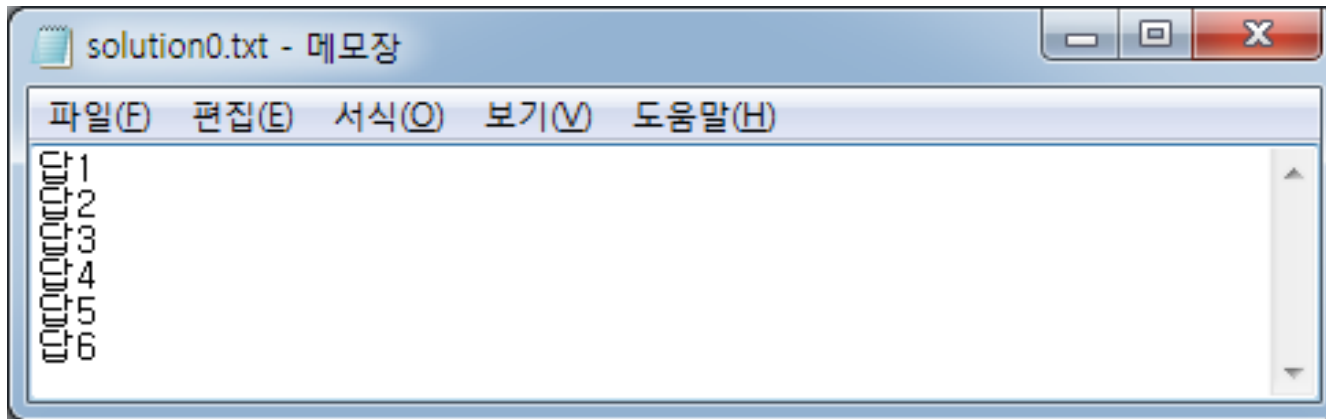 solution0.txt - 메모장
파일(F) 편집(E) 서식(O) 보기(V) 도움말(H)
답1
답2
답3
답4
답5
답6